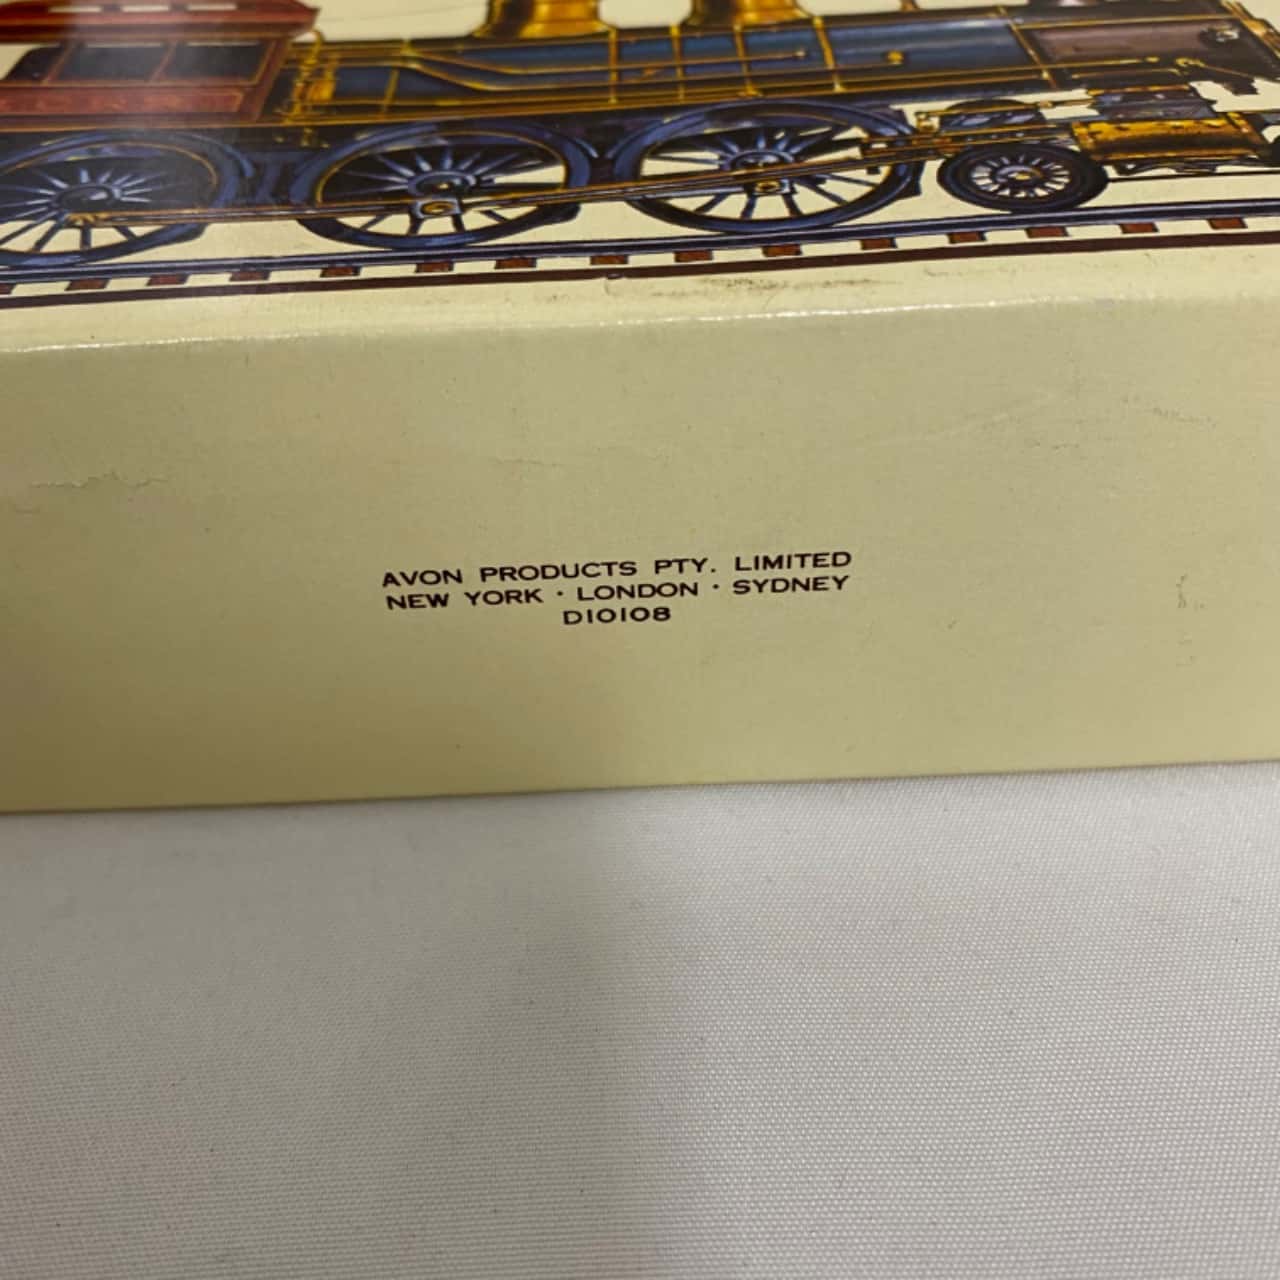 AVON PRODUCTS PTY. LIMITED
NEW YORK · LONDON · SYDNEY
D10108